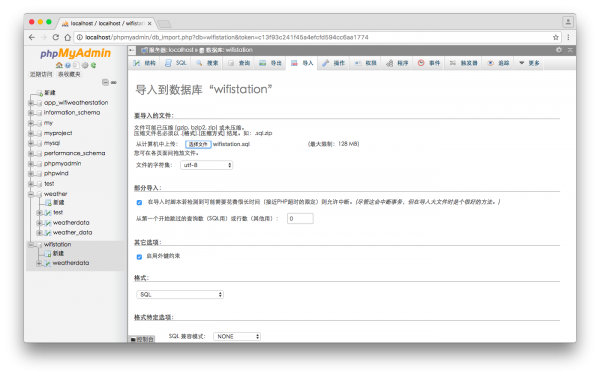 localhost / localhost / wifista
localhost/phpmyadmin/db_import.php?db=wifistation&token=c13f93c241f45a4efcfd594cc6aa1774
phpMyAdmin
近期访问 表收藏夹
新建
app_wifiweatherstation
information_schema
my
myproject
mysql
performance_schema
phpmyadmin
phpwind
test
weather
新建
test
weatherdata
weather_data
wifistation
新建
weatherdata
服务器: localhost » 数据库: wifistation
结构 SQL 搜索 查询 导出 导入 操作 权限 程序 事件 触发器 追踪 更多
导入到数据库“wifistation”
要导入的文件:
文件可能已压缩 (gzip, bzip2, zip) 或未压缩。
压缩文件名必须以 .[格式].[压缩方式] 结尾。如: .sql.zip
从计算机中上传: 选择文件 wifistation.sql (最大限制: 128 MB)
您可在各页面间拖放文件。
文件的字符集: utf-8
部分导入:
在导入时脚本若检测到可能需要花费很长时间（接近PHP超时的限定）则允许中断。(尽管这会中断事务，但在导入大文件时是个很好的方法。)
从第一个开始跳过的查询数 (SQL用) 或行数 (其他用): 0
其它选项:
启用外键约束
格式:
SQL
格式特定选项:
SQL 兼容模式: NONE
控制台